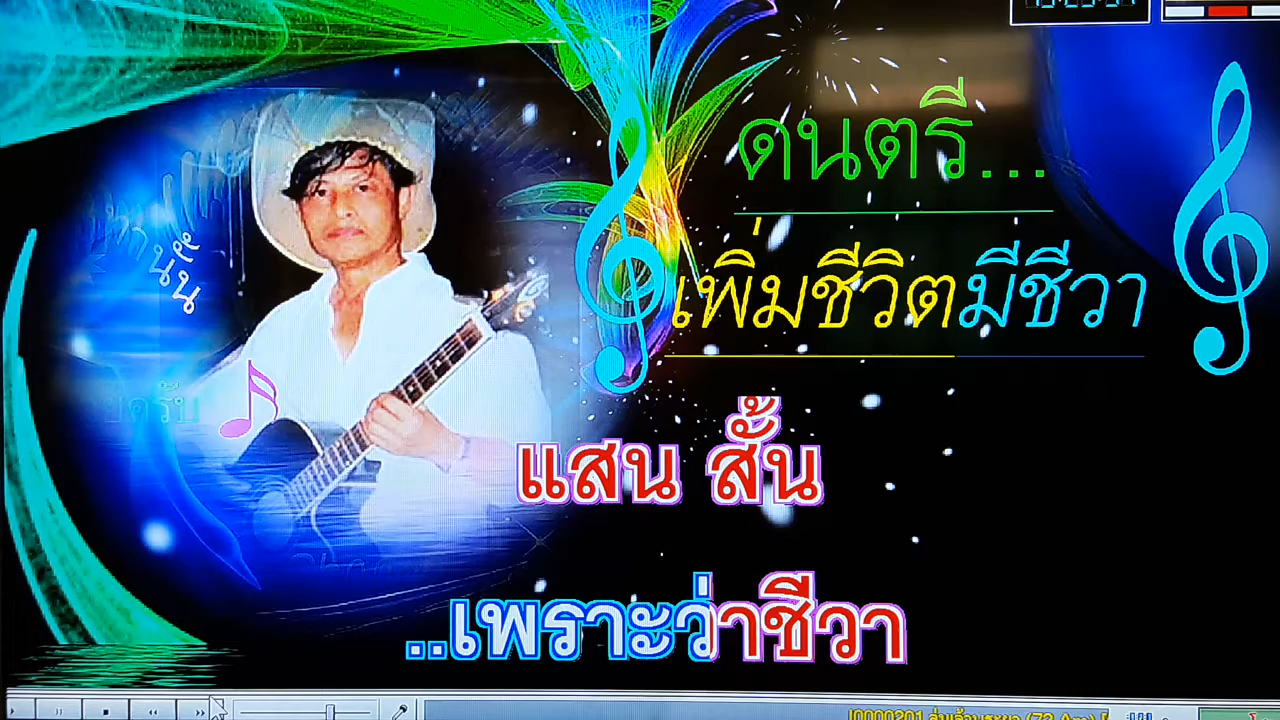 ดนตรี...
เพิ่มชีวิตมีชีวา
แสน สั้น
..เพราะว่าชีวา